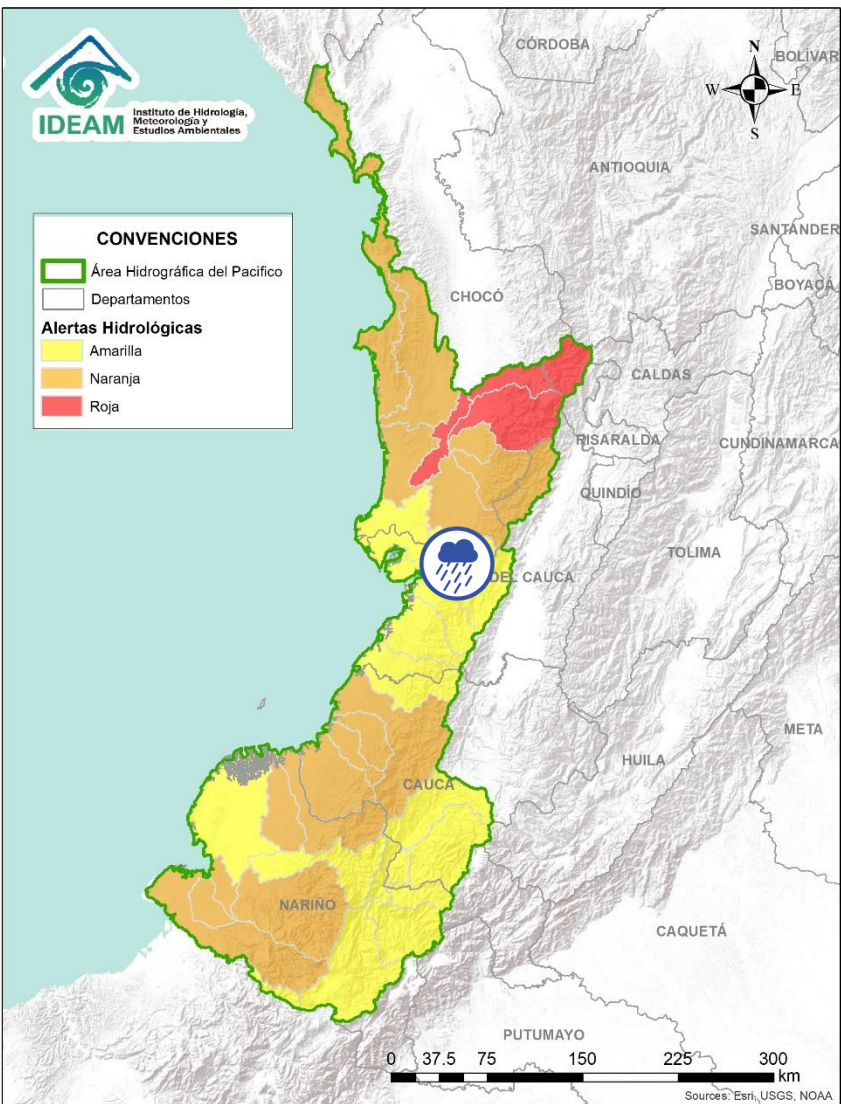 IDEAM
Instituto de Hidrología,
Meteorología y
Estudios Ambientales
CÓRDOBA
BOLÍVAR
N
W
E
S
ANTIOQUIA
SANTANDER
BOYACÁ
CONVENCIONES
Área Hidrográfica del Pacifico
Departamentos
Alertas Hidrológicas
Amarilla
Naranja
Roja
CHOCÓ
CALDAS
RISARALDA
CUNDINAMARCA
QUINDÍO
TOLIMA
DEL CAUCA
META
HUILA
CAUCA
NARIÑO
CAQUETÁ
PUTUMAYO
0 37.5 75 150 225 300
km
Sources: Esri, USGS, NOAA